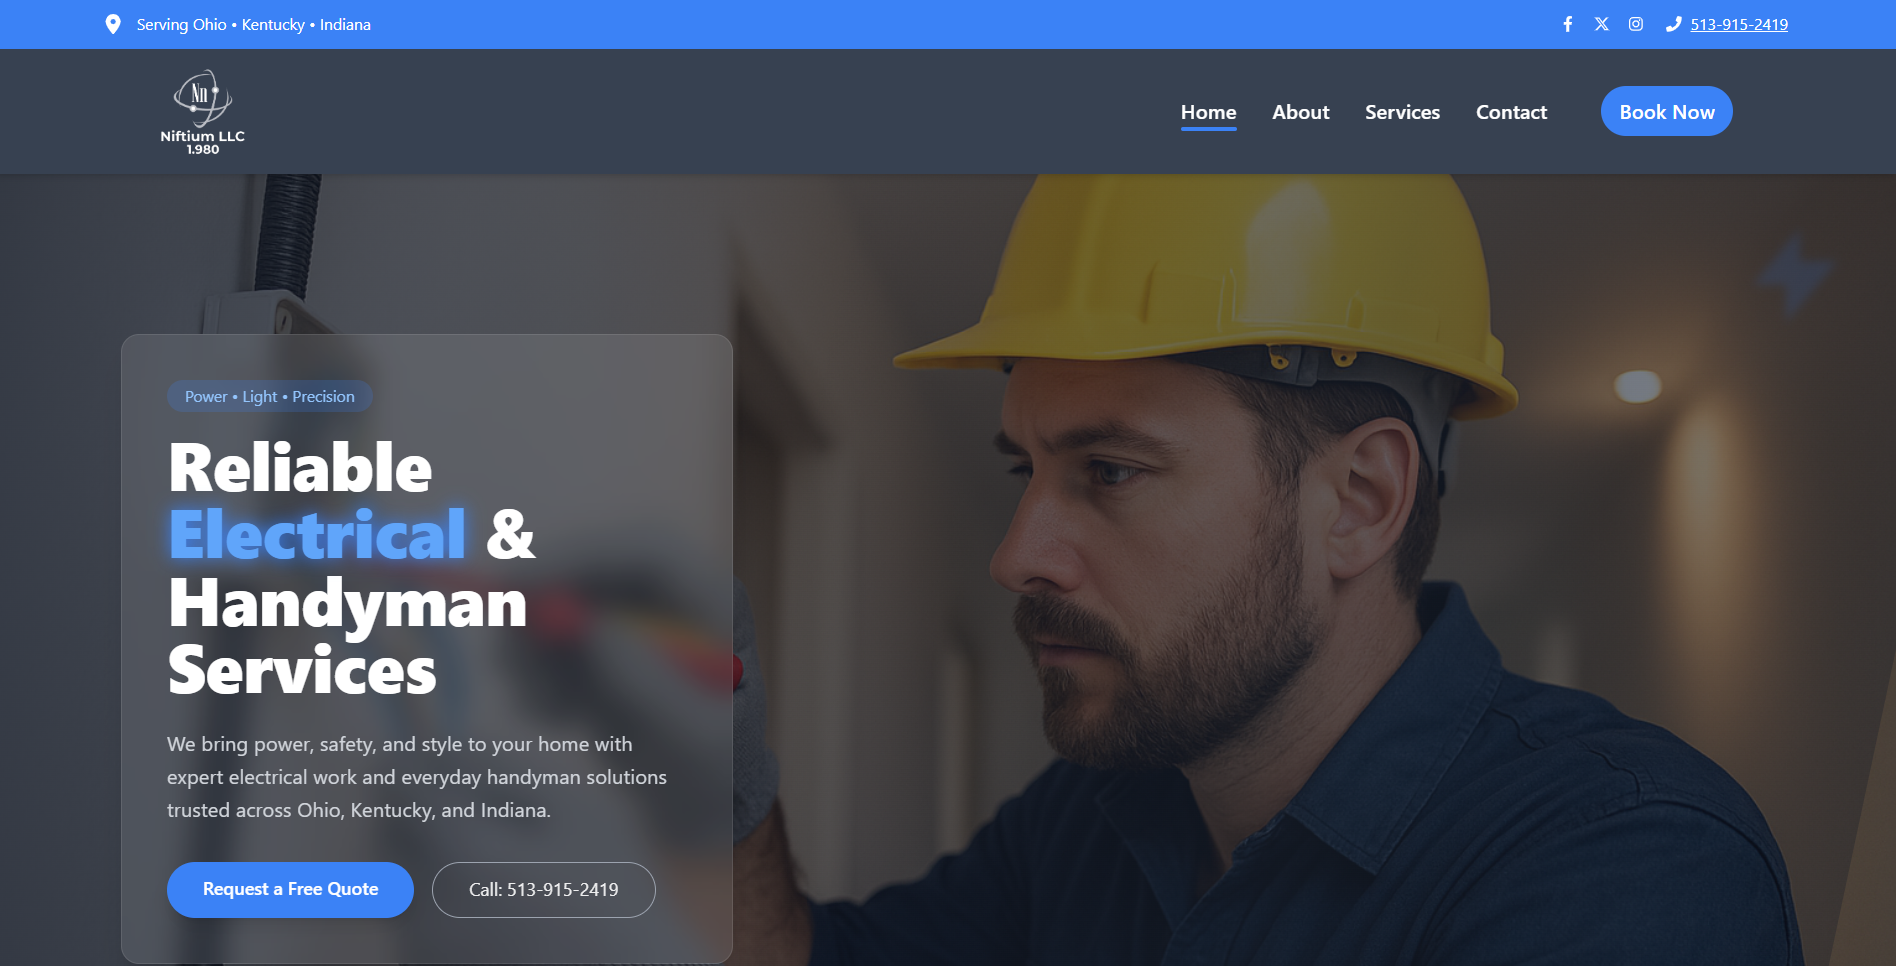 Serving Ohio • Kentucky • Indiana
513-915-2419
Nn
Niftium LLC
1.980
Home
About
Services
Contact
Book Now
Power • Light • Precision
Reliable
Electrical &
Handyman
Services
We bring power, safety, and style to your home with
expert electrical work and everyday handyman solutions
trusted across Ohio, Kentucky, and Indiana.
Request a Free Quote
Call: 513-915-2419